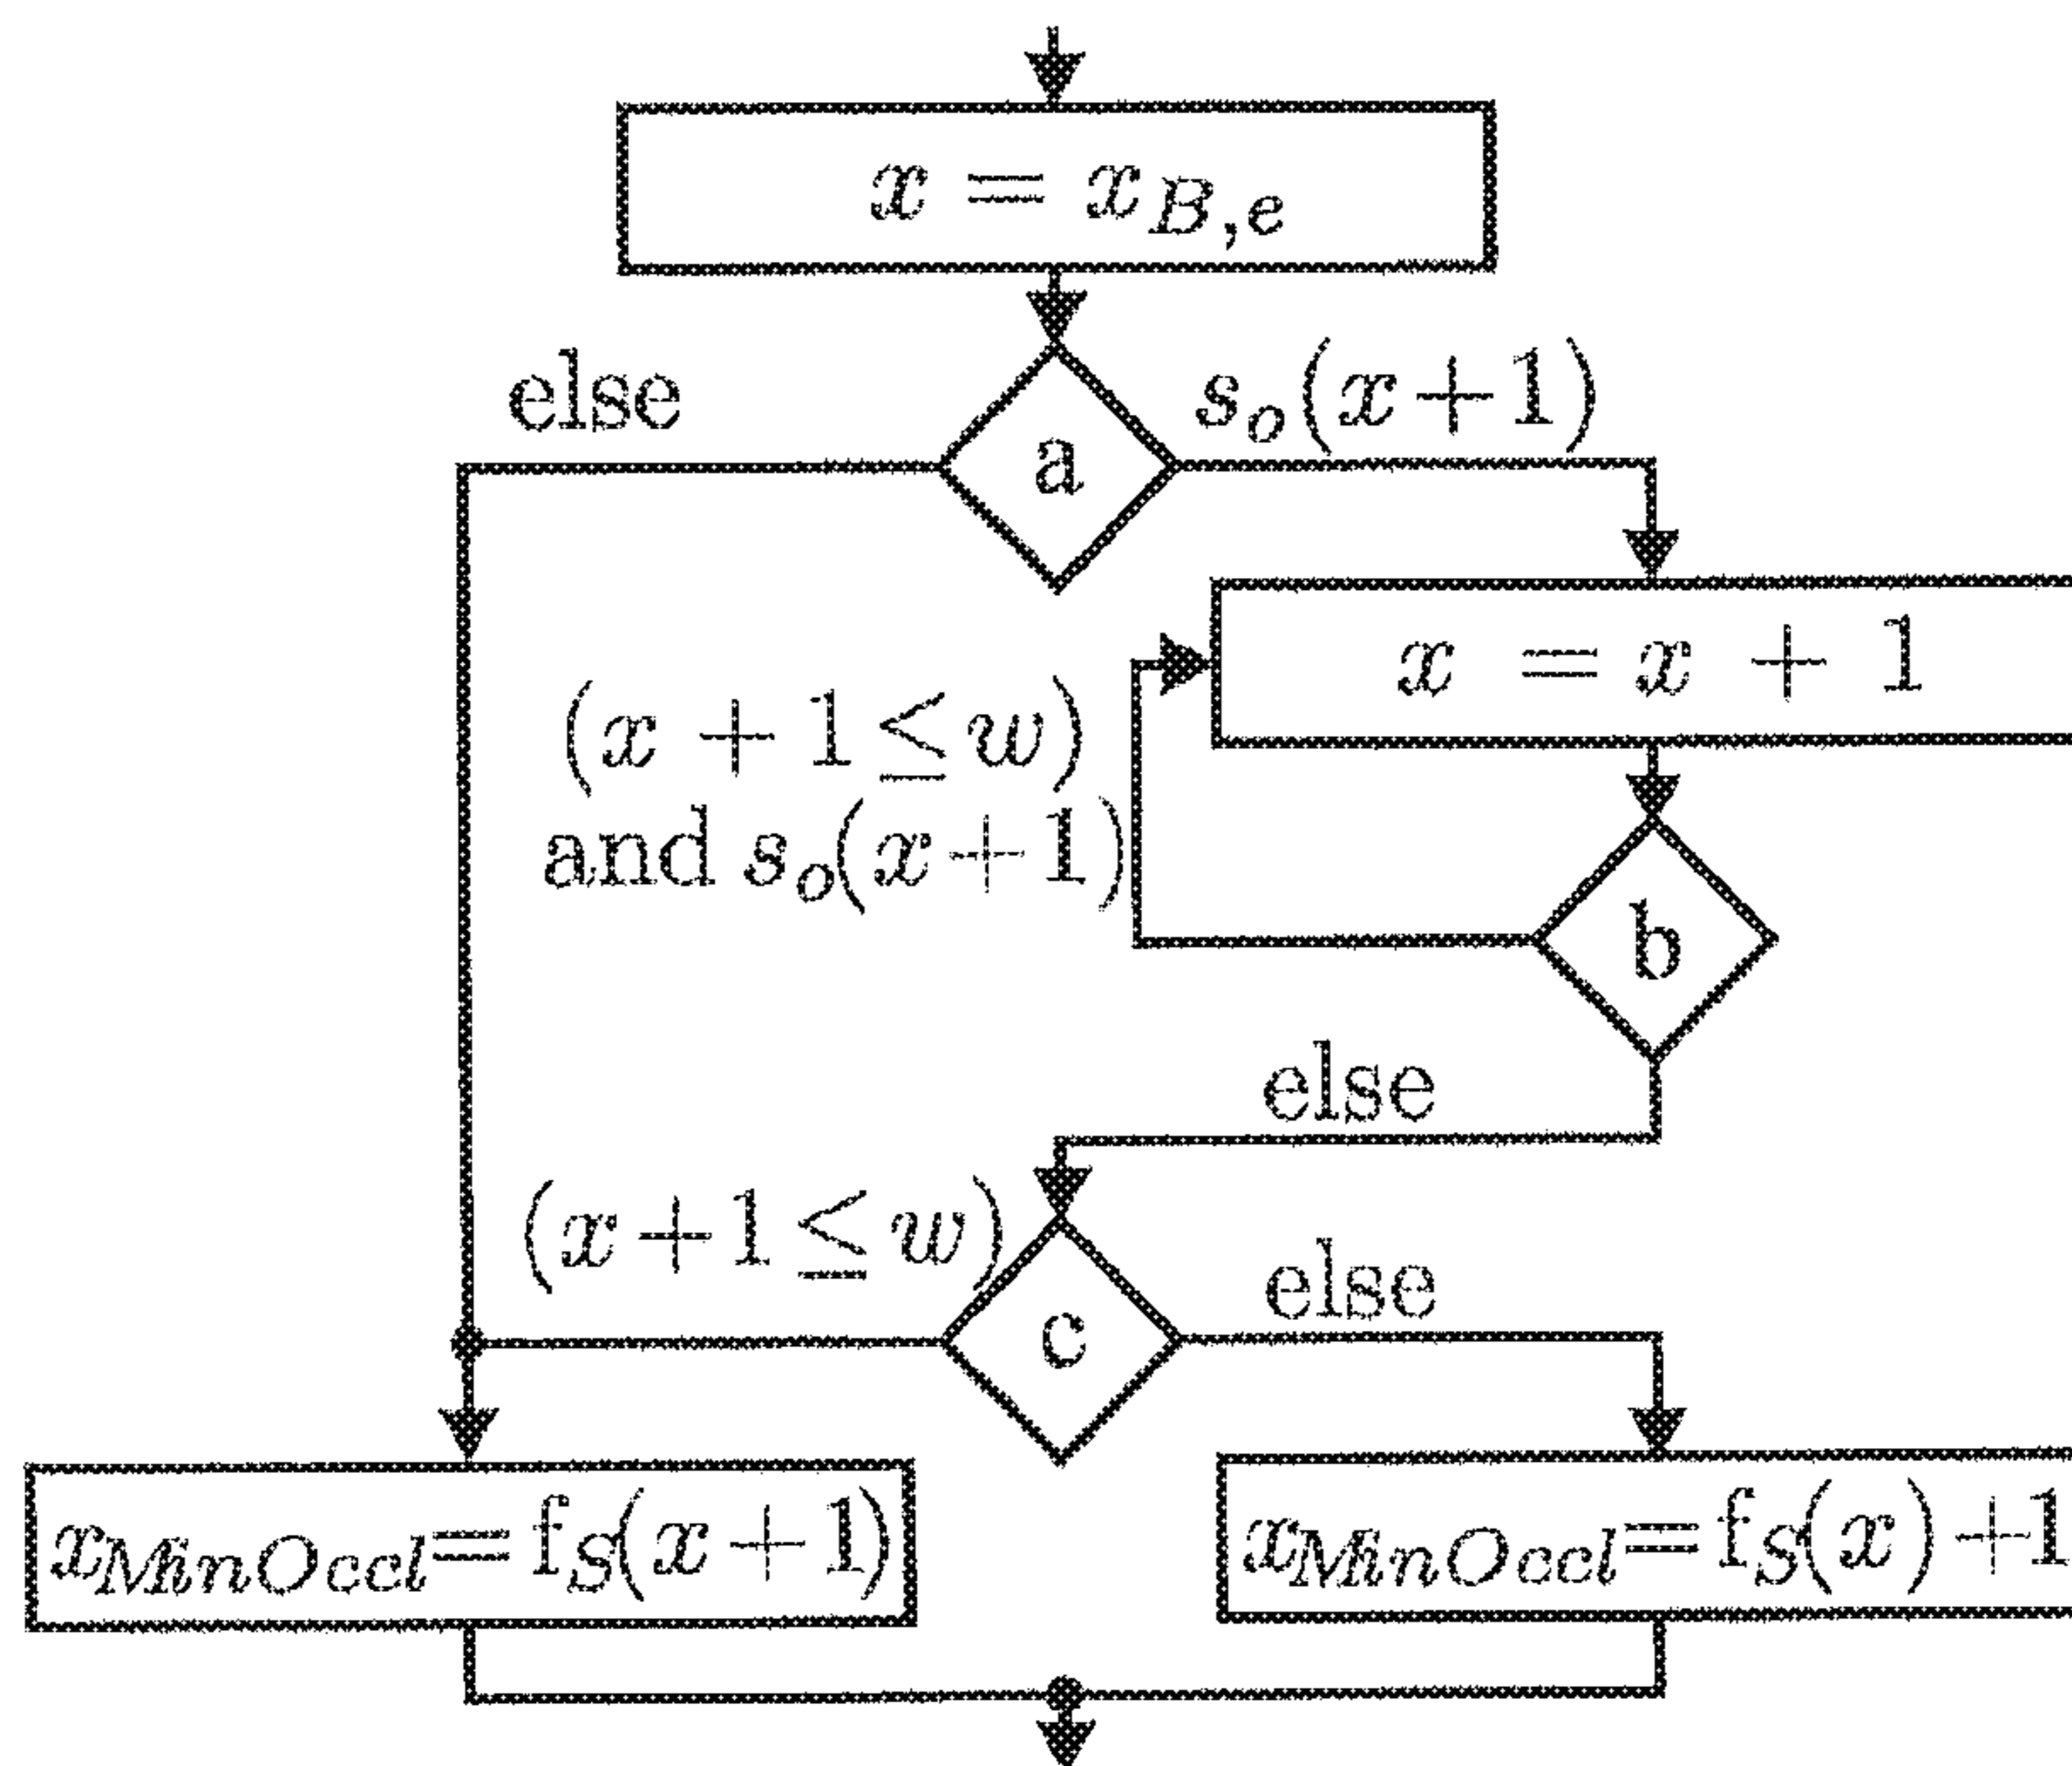 x = x_{B,e}
else
s_o(x+1)
a
x = x + 1
(x + 1 ≤ w)
and s_o(x+1)
b
else
(x+1 ≤ w)
c
else
x_{MinOccl}=f_S(x+1)
x_{MinOccl}=f_S(x)+1